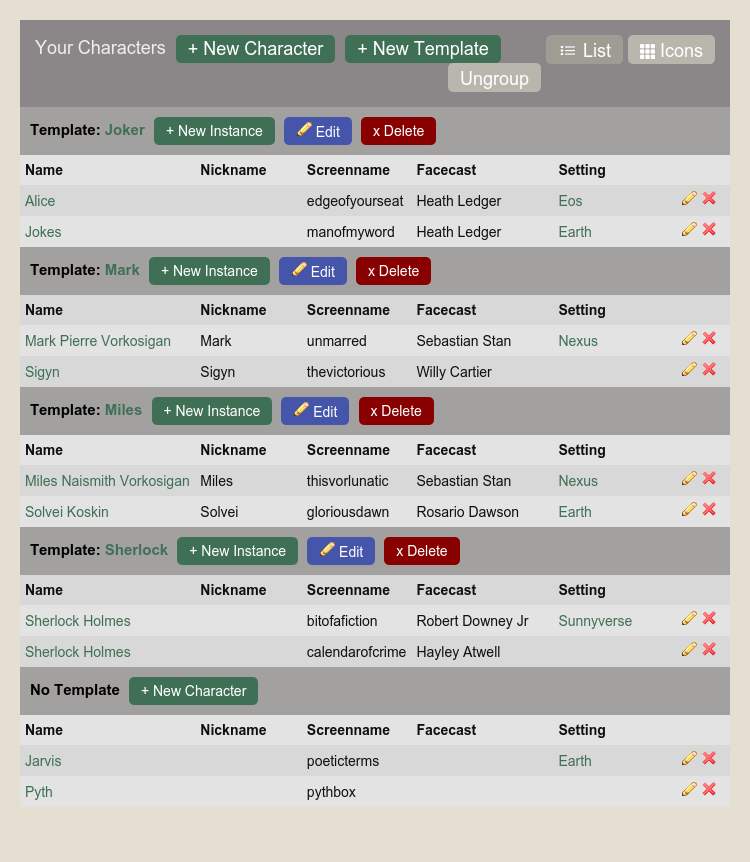 Your Characters + New Character + New Template List Icons
Ungroup
Template: Joker + New Instance Edit x Delete
Name Nickname Screenname Facecast Setting
Alice edgeofyourseat Heath Ledger Eos
Jokes manofmyword Heath Ledger Earth
Template: Mark + New Instance Edit x Delete
Name Nickname Screenname Facecast Setting
Mark Pierre Vorkosigan Mark unmarred Sebastian Stan Nexus
Sigyn Sigyn thevictorious Willy Cartier
Template: Miles + New Instance Edit x Delete
Name Nickname Screenname Facecast Setting
Miles Naismith Vorkosigan Miles thisvorlunatic Sebastian Stan Nexus
Solvei Koskin Solvei gloriousdawn Rosario Dawson Earth
Template: Sherlock + New Instance Edit x Delete
Name Nickname Screenname Facecast Setting
Sherlock Holmes bitofafiction Robert Downey Jr Sunnyverse
Sherlock Holmes calendarofcrime Hayley Atwell
No Template + New Character
Name Nickname Screenname Facecast Setting
Jarvis poeticterms Earth
Pyth pythbox